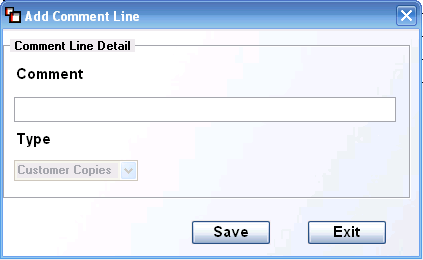 Add Comment Line
Comment Line Detail
Comment
Type
Customer Copies
Save Exit